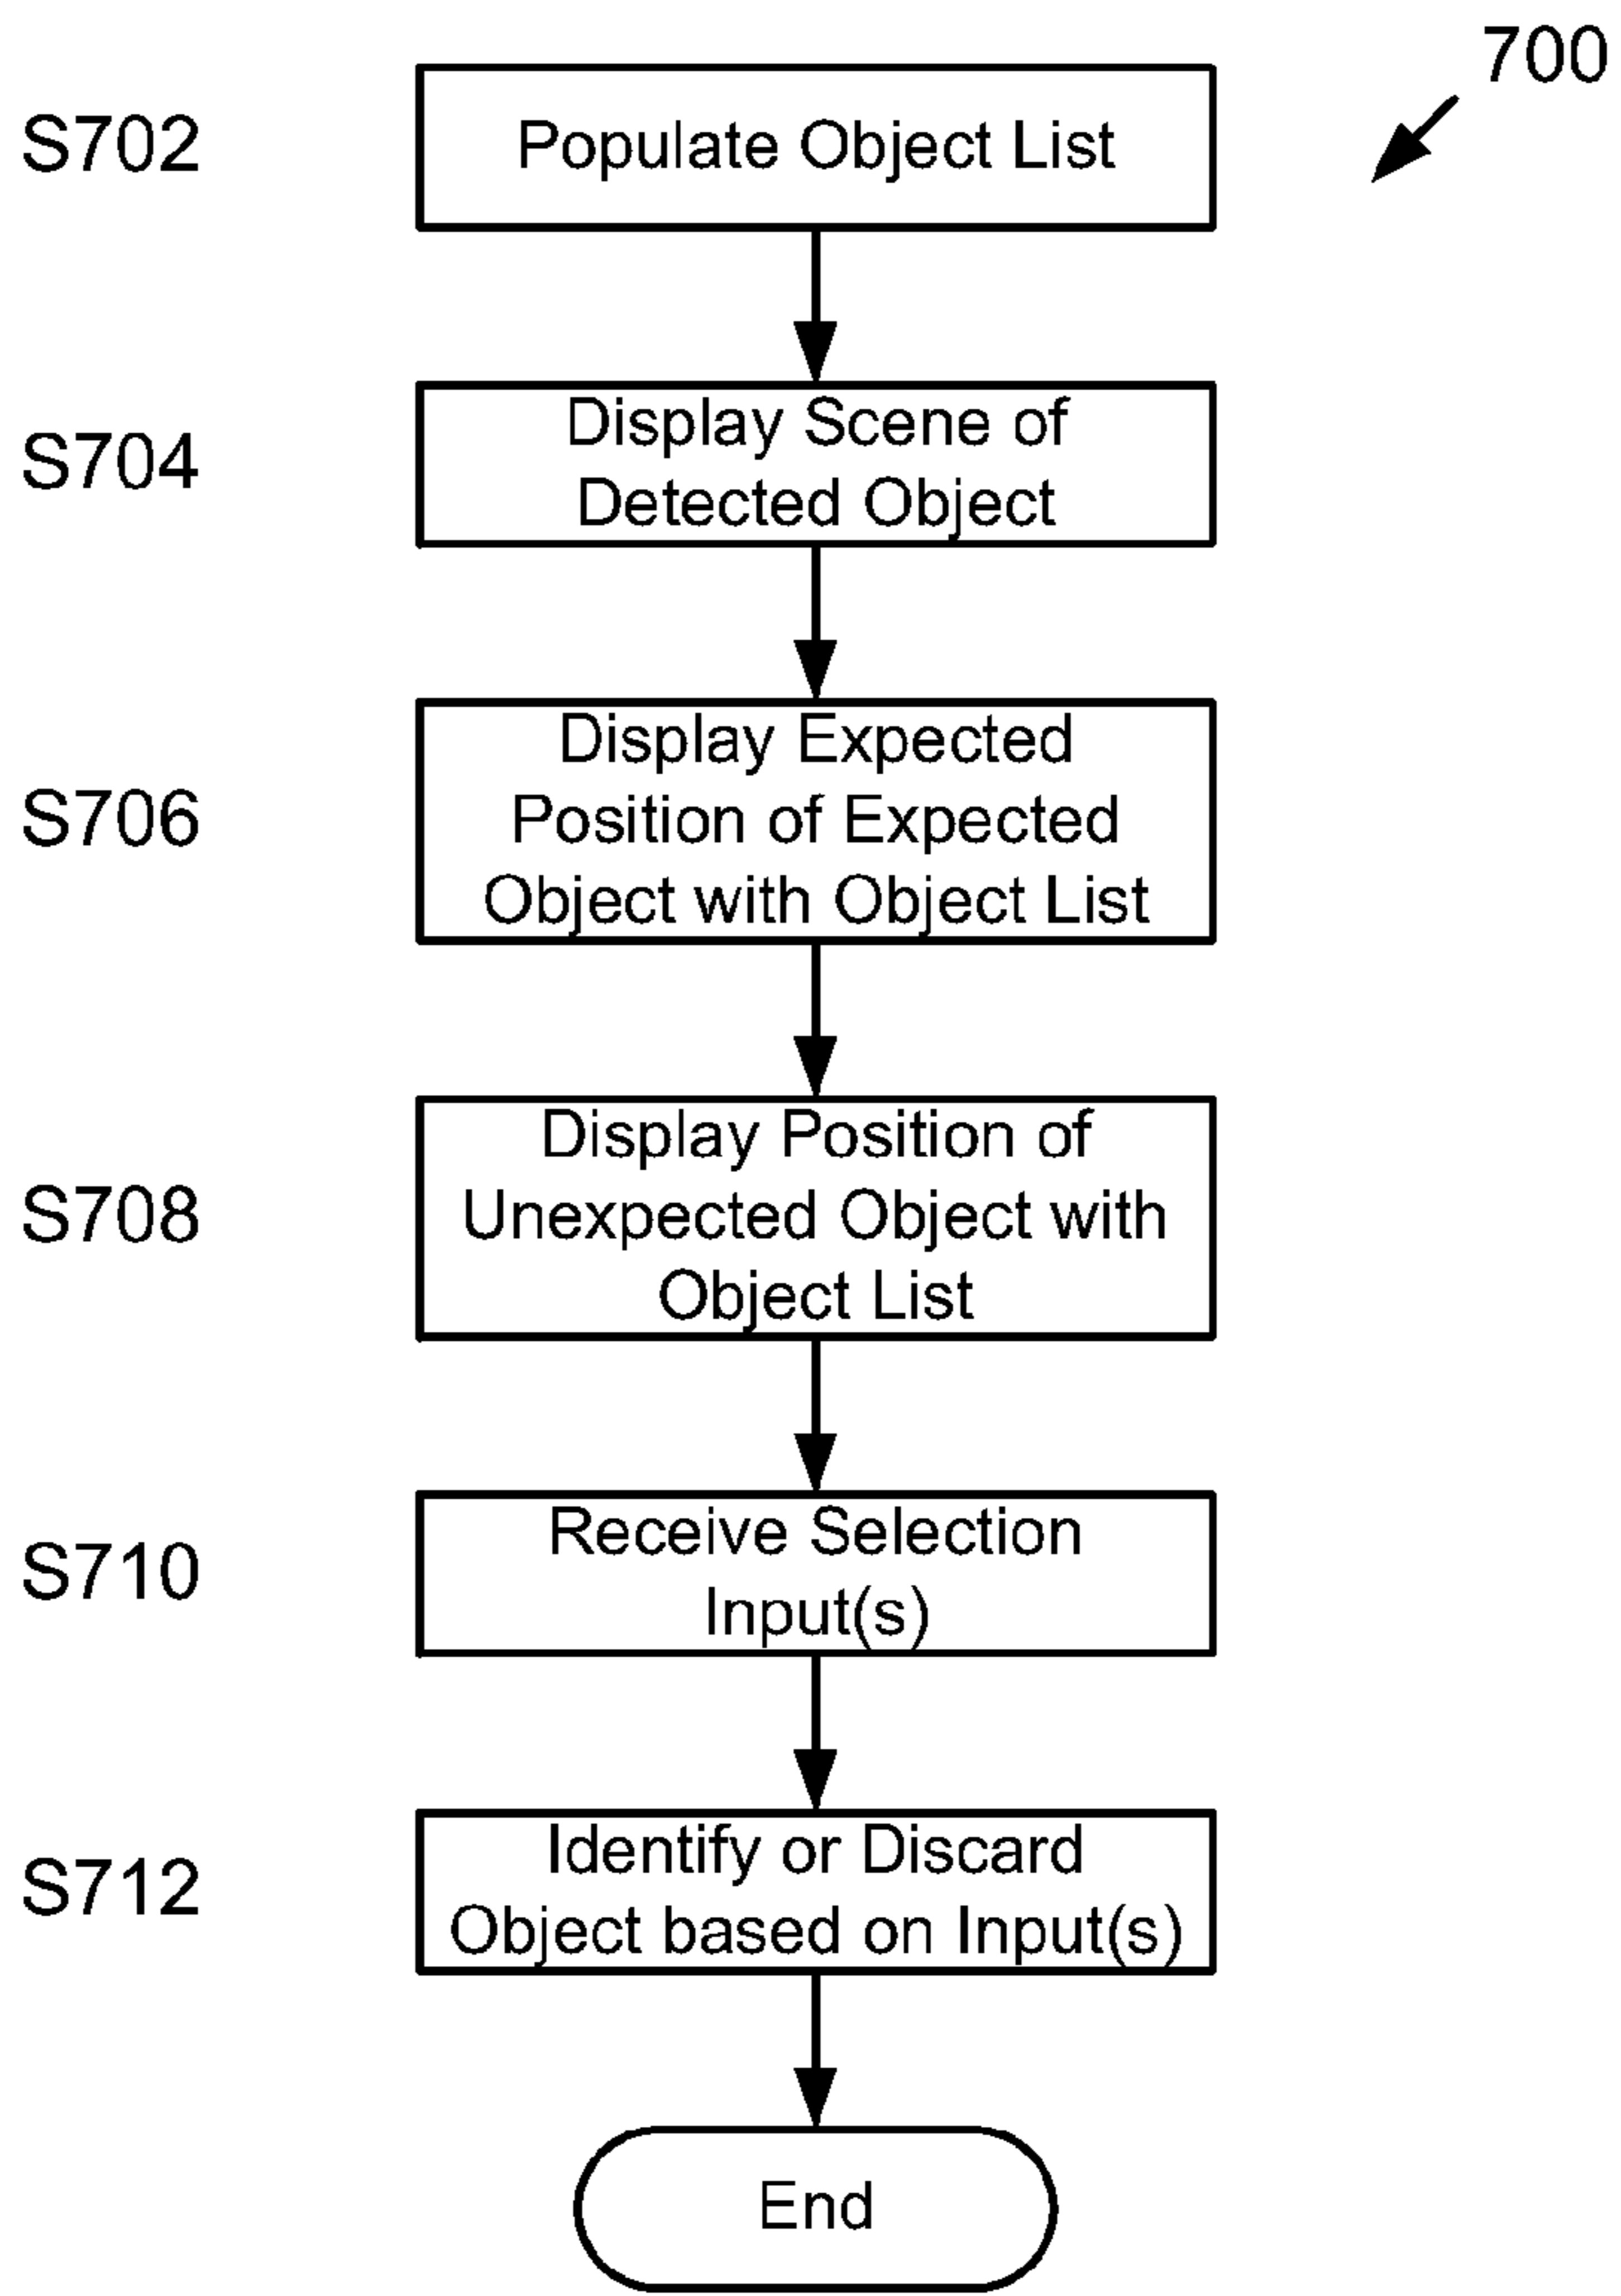 700
S702
Populate Object List
S704
Display Scene of
Detected Object
S706
Display Expected
Position of Expected
Object with Object List
S708
Display Position of
Unexpected Object with
Object List
S710
Receive Selection
Input(s)
S712
Identify or Discard
Object based on Input(s)
End